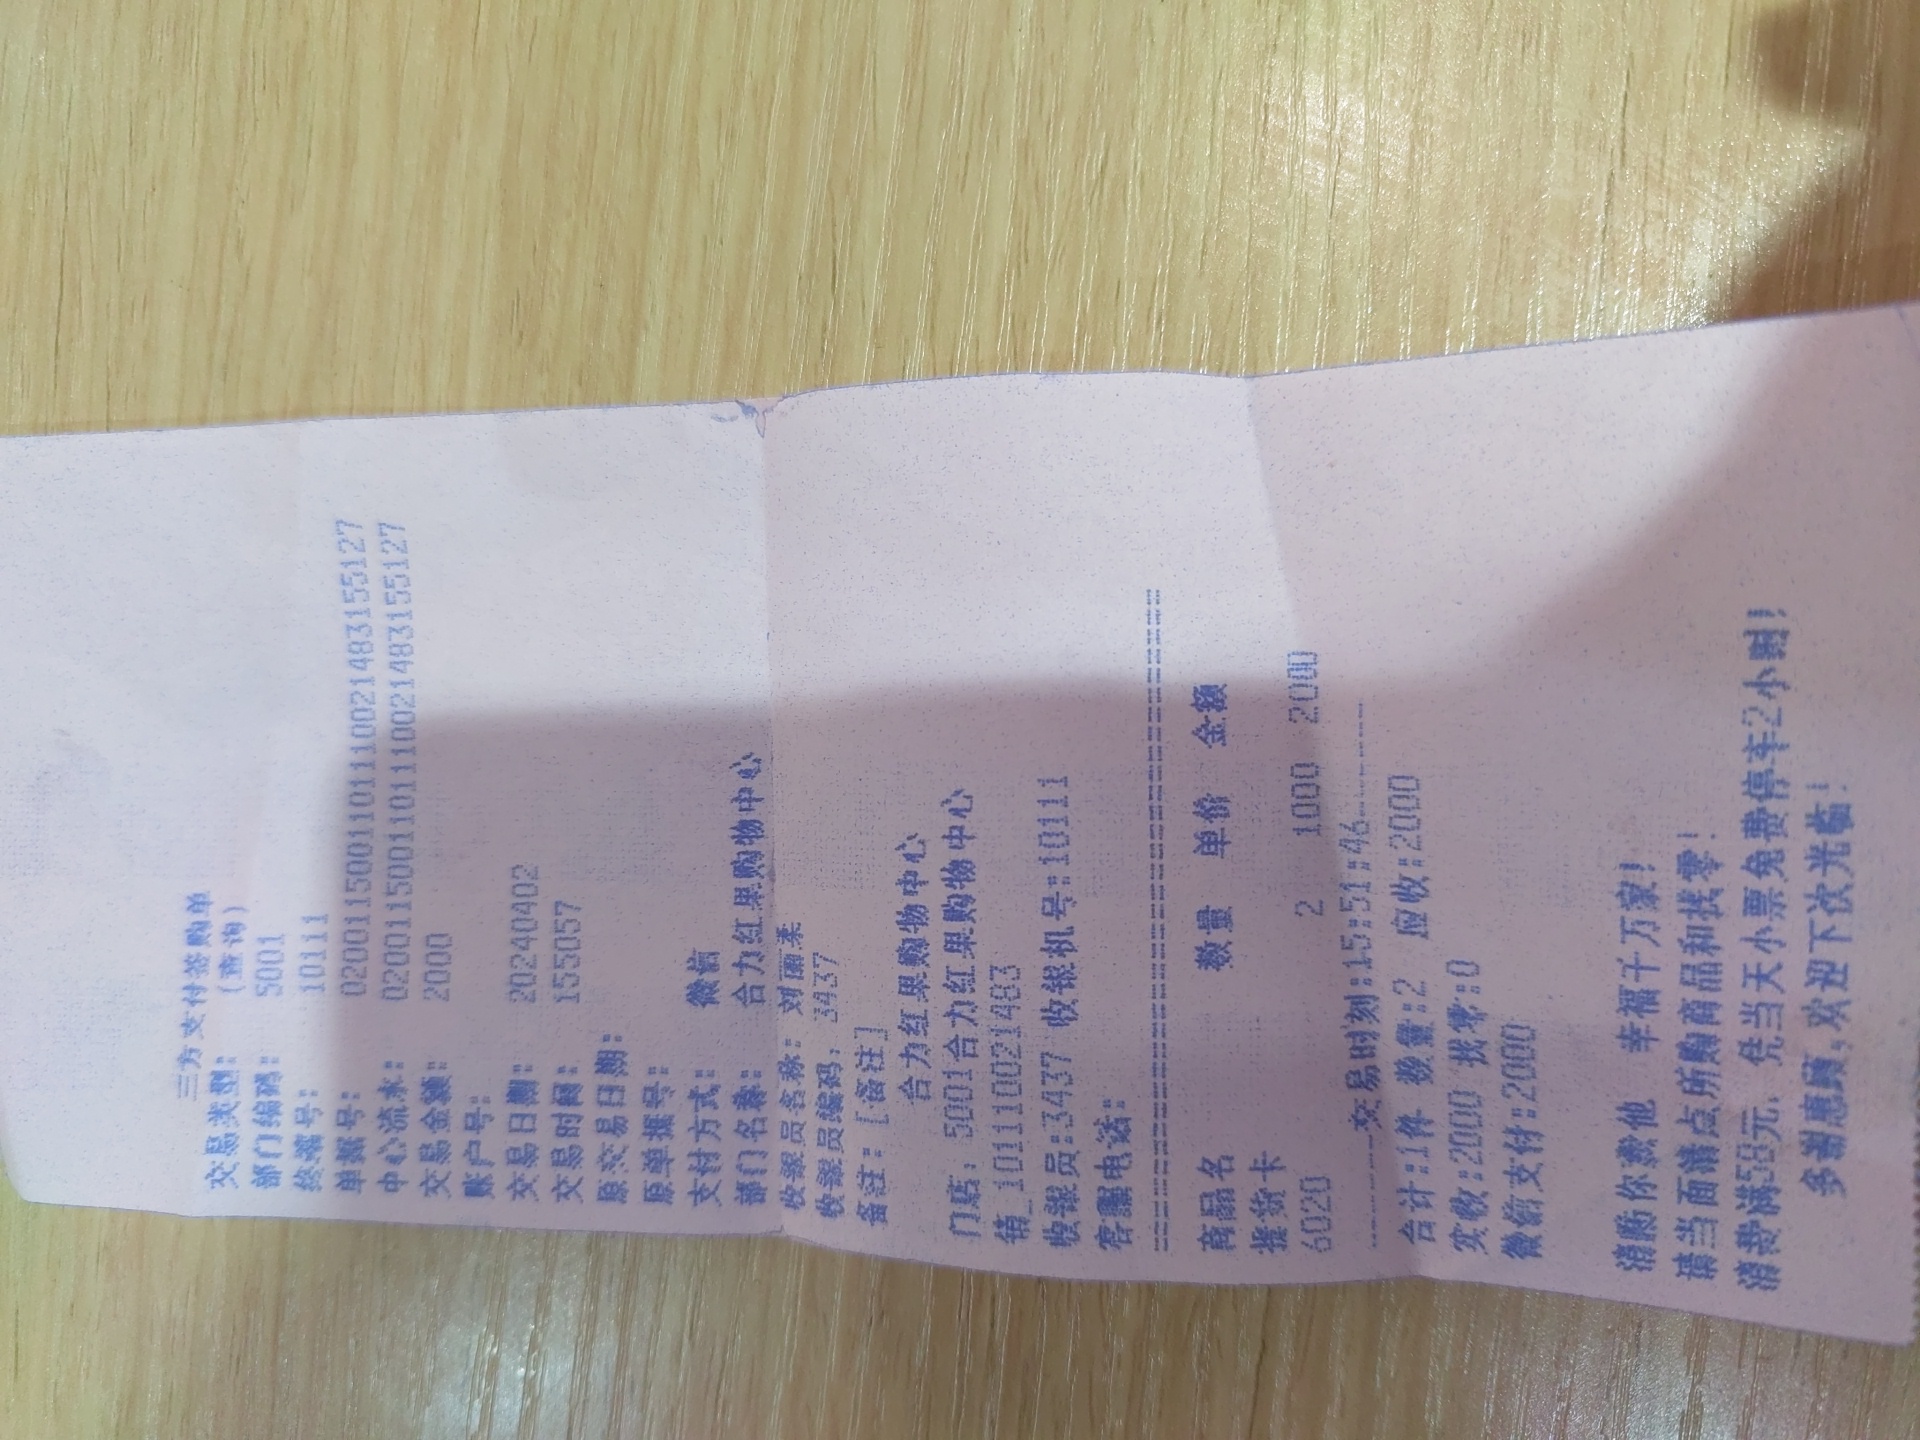 三方支付签购单
交易类型: (查询)
部门编码: 5001
终端号: 10111
单据号: 02001150011011100214831551​27
中心流水: 0200115001101110021483155127
交易金额: 2000
账户号:
交易日期: 20240402
交易时间: 155057
原交易日期:
原单据号:
支付方式: 微信
部门名称: 合力红果购物中心
收银员名称: 刘雨柔
收银员编码: 3437
备注: [备注]
合力红果购物中心
门店: 5001合力红果购物中心
销_1011110021483
收银员:3437 收银机号:10111
客服电话:
==============================
商品名 数量 单价 金额
提货卡
6020 2 1000 2000
--------交易时刻:15:51:46--------
合计:1件 数量:2 应收:2000
实收:2000 找零:0
微信支付:2000
消费你我他 幸福千万家!
请当面清点所购商品和找零!
消费满58元, 凭当天小票免费停车2小时!
多谢惠顾,欢迎下次光临!